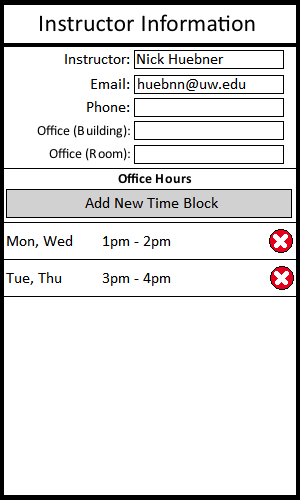 Instructor Information
Instructor: Nick Huebner
Email: huebnn@uw.edu
Phone:
Office (Building):
Office (Room):
Office Hours
Add New Time Block
Mon, Wed 1pm - 2pm
Tue, Thu 3pm - 4pm